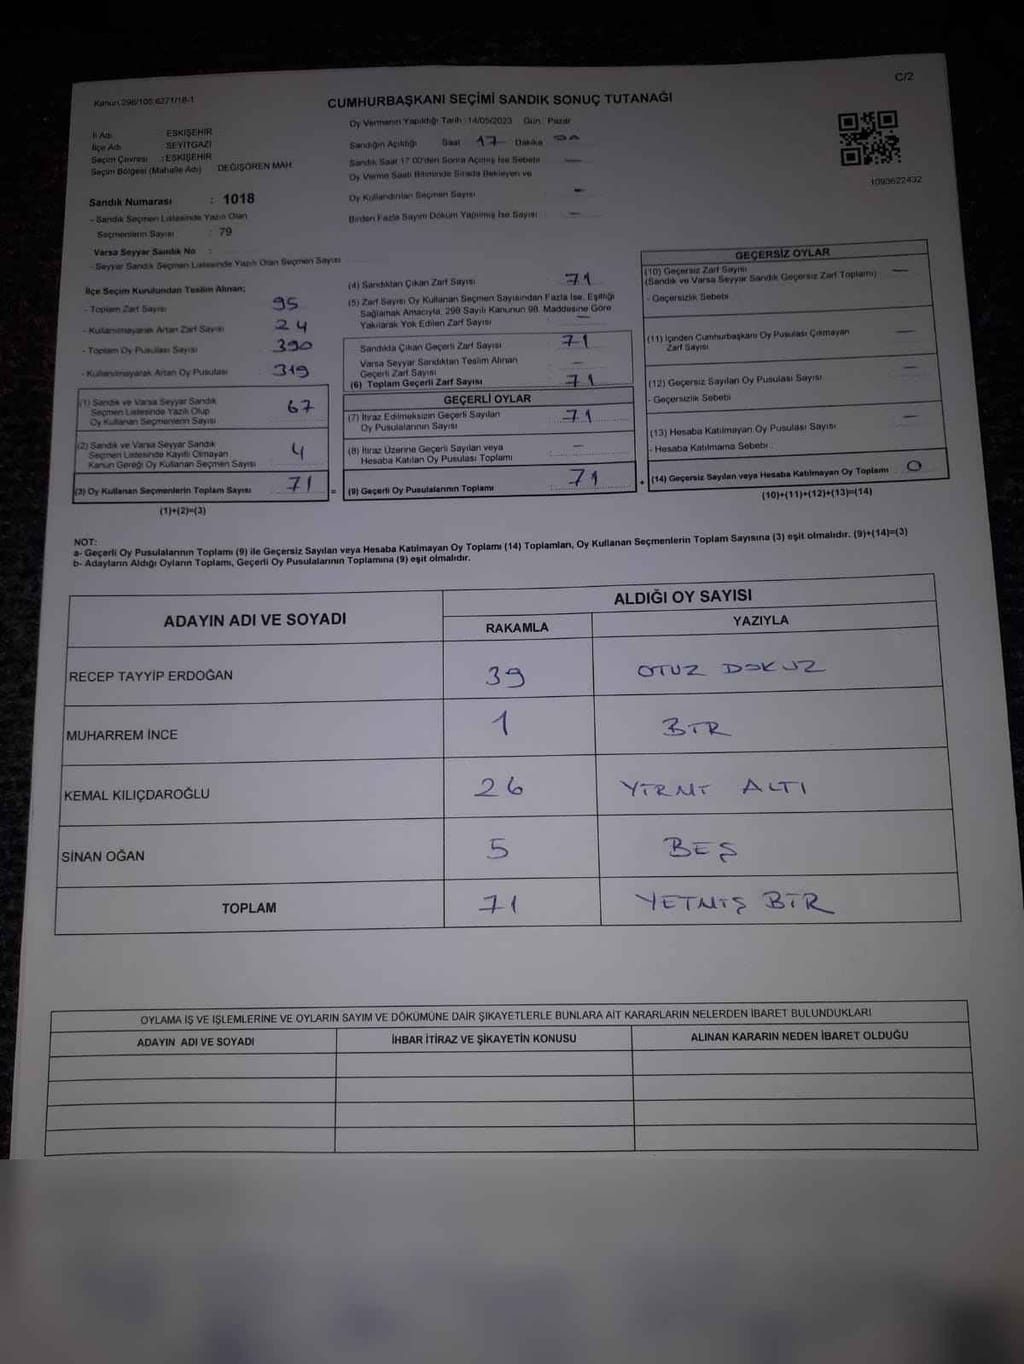 C/2
Kanun 298/105 6271/18-1
CUMHURBAŞKANI SEÇİMİ SANDIK SONUÇ TUTANAĞI
İl Adı ESKİŞEHİR
İlçe Adı SEYİTGAZİ
Seçim Çevresi : ESKİŞEHİR
Seçim Bölgesi (Mahalle Adı) DEĞİŞÖREN MAH
Oy Vermenin Yapıldığı Tarih : 14/05/2023 Gün : Pazar
Sandığın Açıldığı Saat 17 Dakika
Sandık Saat 17:00'den Sonra Açılmış İse Sebebi —
Oy Verme Saati Bitiminde Sırada Bekleyen ve
Oy Kullandırılan Seçmen Sayısı —
Birden Fazla Sayım Döküm Yapılmış İse Sayısı —
1093622432
Sandık Numarası : 1018
- Sandık Seçmen Listesinde Yazılı Olan
Seçmenlerin Sayısı : 79
Varsa Seyyar Sandık No :
- Seyyar Sandık Seçmen Listesinde Yazılı Olan Seçmen Sayısı
İlçe Seçim Kurulundan Teslim Alınan;
- Toplam Zarf Sayısı 95
- Kullanılmayarak Artan Zarf Sayısı 24
- Toplam Oy Pusulası Sayısı 390
- Kullanılmayarak Artan Oy Pusulası 319
(1) Sandık ve Varsa Seyyar Sandık
Seçmen Listesinde Yazılı Olup
Oy Kullanan Seçmenlerin Sayısı 67
(2) Sandık ve Varsa Seyyar Sandık
Seçmen Listesinde Kayıtlı Olmayan
Kanun Gereği Oy Kullanan Seçmen Sayısı 4
(3) Oy Kullanan Seçmenlerin Toplam Sayısı 71 =
(1)+(2)=(3)
(4) Sandıktan Çıkan Zarf Sayısı 71
(5) Zarf Sayısı Oy Kullanan Seçmen Sayısından Fazla İse, Eşitliği
Sağlamak Amacıyla, 298 Sayılı Kanunun 98. Maddesine Göre
Yakılarak Yok Edilen Zarf Sayısı —
Sandıkta Çıkan Geçerli Zarf Sayısı 71
Varsa Seyyar Sandıktan Teslim Alınan
Geçerli Zarf Sayısı —
(6) Toplam Geçerli Zarf Sayısı 71
GEÇERLİ OYLAR
(7) İtiraz Edilmeksizin Geçerli Sayılan
Oy Pusulalarının Sayısı 71
(8) İtiraz Üzerine Geçerli Sayılan veya
Hesaba Katılan Oy Pusulası Toplamı —
(9) Geçerli Oy Pusulalarının Toplamı 71 +
GEÇERSİZ OYLAR
(10) Geçersiz Zarf Sayısı —
(Sandık ve Varsa Seyyar Sandık Geçersiz Zarf Toplamı)
- Geçersizlik Sebebi
(11) İçinden Cumhurbaşkanı Oy Pusulası Çıkmayan —
Zarf Sayısı
(12) Geçersiz Sayılan Oy Pusulası Sayısı —
- Geçersizlik Sebebi
(13) Hesaba Katılmayan Oy Pusulası Sayısı —
- Hesaba Katılmama Sebebi
(14) Geçersiz Sayılan veya Hesaba Katılmayan Oy Toplamı 0
(10)+(11)+(12)+(13)=(14)
NOT:
a- Geçerli Oy Pusulalarının Toplamı (9) ile Geçersiz Sayılan veya Hesaba Katılmayan Oy Toplamı (14) Toplamları, Oy Kullanan Seçmenlerin Toplam Sayısına (3) eşit olmalıdır. (9)+(14)=(3)
b- Adayların Aldığı Oyların Toplamı, Geçerli Oy Pusulalarının Toplamına (9) eşit olmalıdır.
ADAYIN ADI VE SOYADI ALDIĞI OY SAYISI
RAKAMLA YAZIYLA
RECEP TAYYİP ERDOĞAN 39 OTUZ DOKUZ
MUHARREM İNCE 1 BİR
KEMAL KILIÇDAROĞLU 26 YİRMİ ALTI
SİNAN OĞAN 5 BEŞ
TOPLAM 71 YETMİŞ BİR
OYLAMA İŞ VE İŞLEMLERİNE VE OYLARIN SAYIM VE DÖKÜMÜNE DAİR ŞİKAYETLERLE BUNLARA AİT KARARLARIN NELERDEN İBARET BULUNDUKLARI
ADAYIN ADI VE SOYADI İHBAR İTİRAZ VE ŞİKAYETİN KONUSU ALINAN KARARIN NEDEN İBARET OLDUĞU